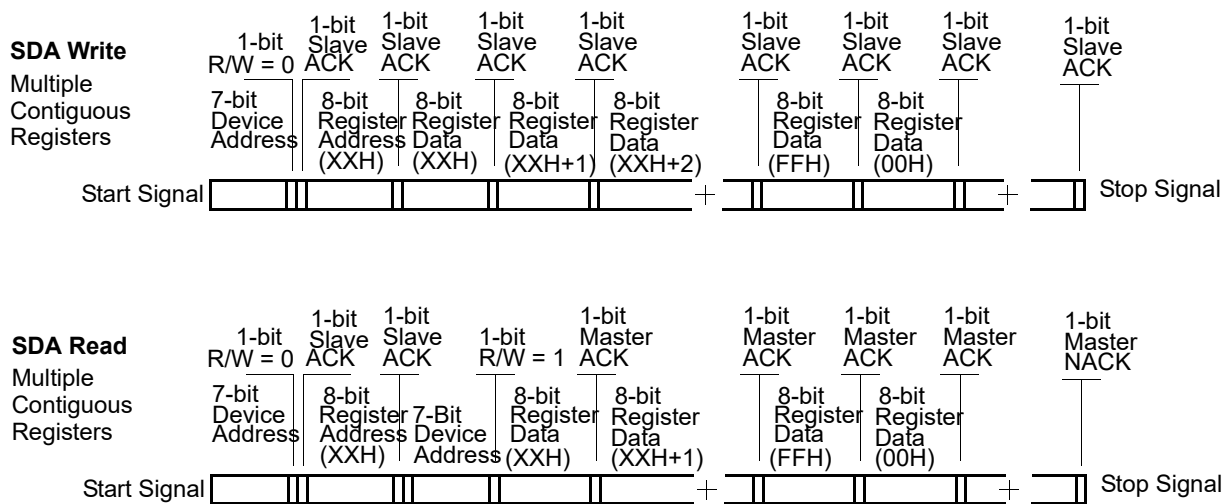 SDA Write
Multiple
Contiguous
Registers
1-bit
R/W = 0
1-bit
Slave
ACK
1-bit
Slave
ACK
1-bit
Slave
ACK
1-bit
Slave
ACK
1-bit
Slave
ACK
1-bit
Slave
ACK
1-bit
Slave
ACK
1-bit
Slave
ACK
7-bit
Device
Address
8-bit
Register
Address
(XXH)
8-bit
Register
Data
(XXH)
8-bit
Register
Data
(XXH+1)
8-bit
Register
Data
(XXH+2)
8-bit
Register
Data
(FFH)
8-bit
Register
Data
(00H)
Start Signal
Stop Signal
SDA Read
Multiple
Contiguous
Registers
1-bit
R/W = 0
1-bit
Slave
ACK
1-bit
Slave
ACK
1-bit
R/W = 1
1-bit
Master
ACK
1-bit
Master
ACK
1-bit
Master
ACK
1-bit
Master
ACK
1-bit
Master
NACK
7-bit
Device
Address
8-bit
Register
Address
(XXH)
7-Bit
Device
Address
8-bit
Register
Data
(XXH)
8-bit
Register
Data
(XXH+1)
8-bit
Register
Data
(FFH)
8-bit
Register
Data
(00H)
Start Signal
Stop Signal